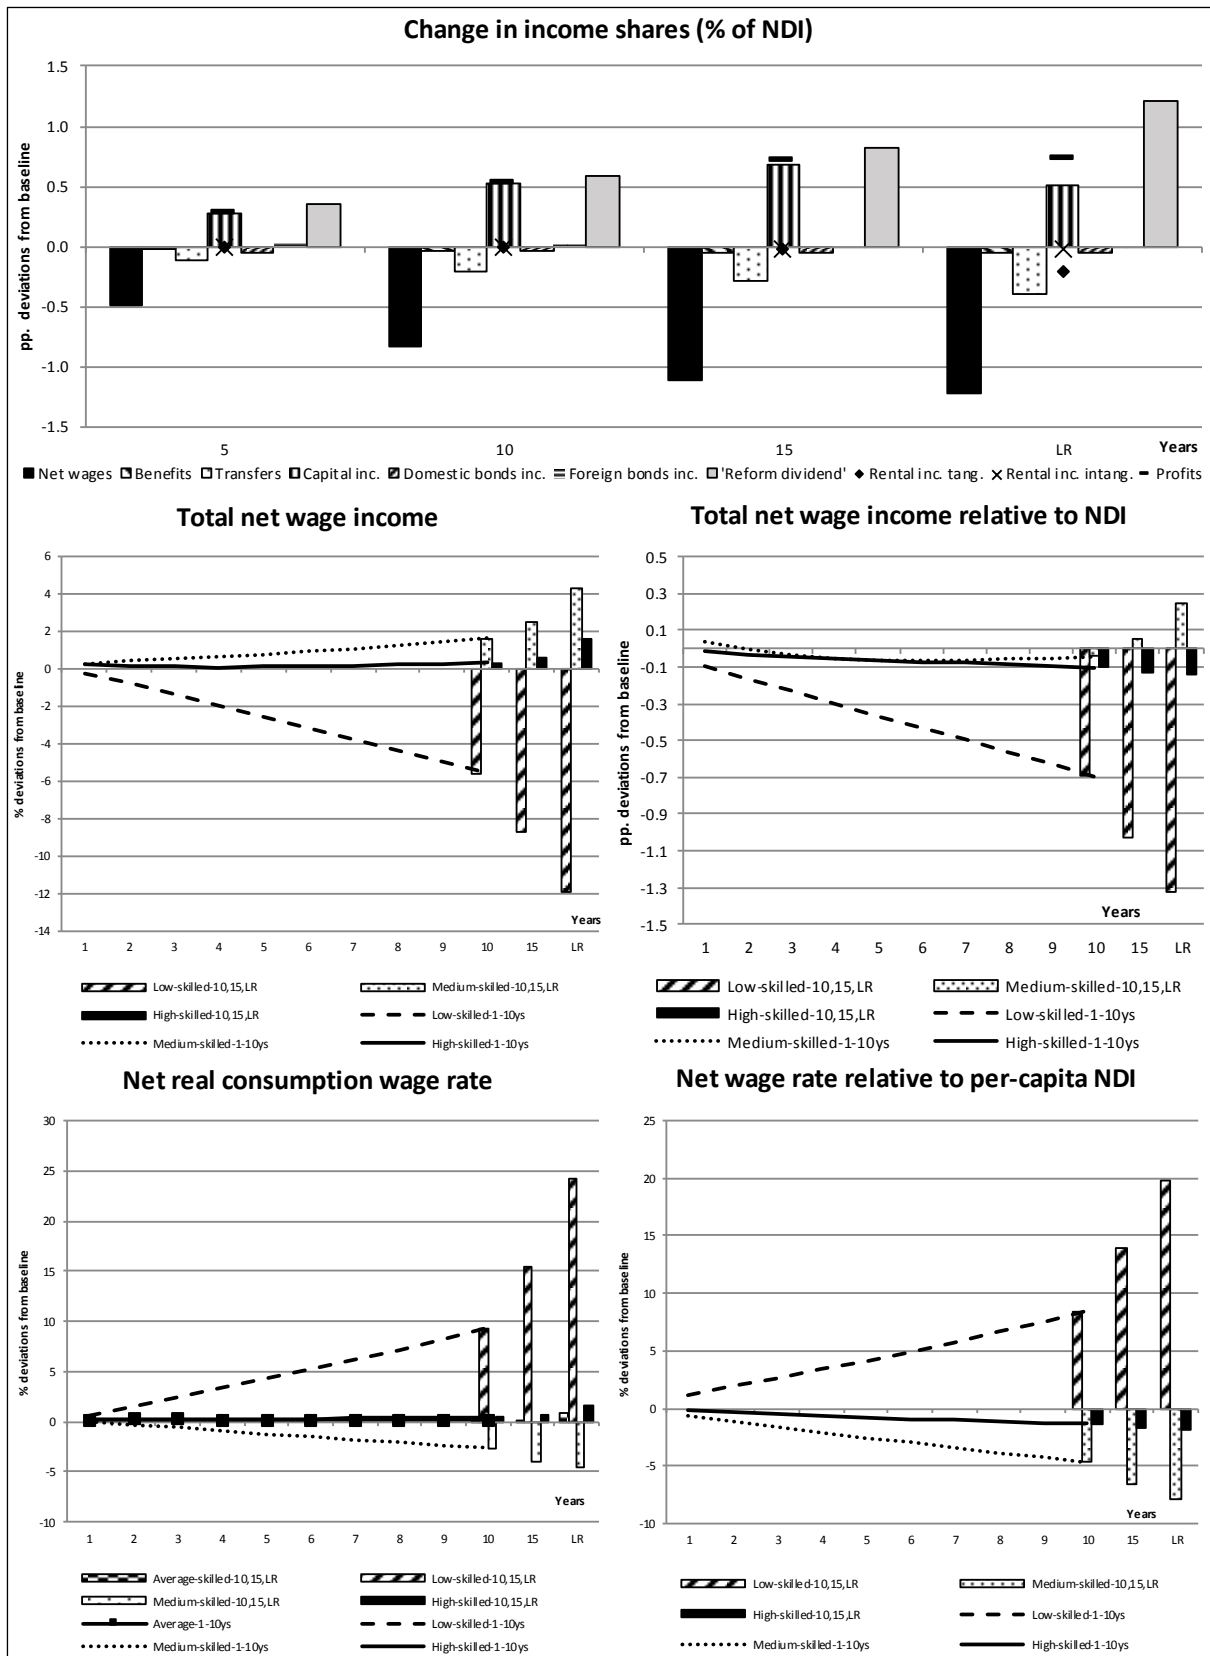 Change in income shares (% of NDI)
pp. deviations from baseline
1.5
1.0
0.5
0.0
-0.5
-1.0
-1.5
5 10 15 LR Years
Net wages Benefits Transfers Capital inc. Domestic bonds inc. Foreign bonds inc. 'Reform dividend' Rental inc. tang. Rental inc. intang. Profits
Total net wage income
% deviations from baseline
6
4
2
0
-2
-4
-6
-8
-10
-12
-14
Years
1 2 3 4 5 6 7 8 9 10 15 LR
Low-skilled-10,15,LR Medium-skilled-10,15,LR
High-skilled-10,15,LR Low-skilled-1-10ys
Medium-skilled-1-10ys High-skilled-1-10ys
Total net wage income relative to NDI
pp. deviations from baseline
0.5
0.3
0.1
-0.1
-0.3
-0.5
-0.7
-0.9
-1.1
-1.3
-1.5
Years
1 2 3 4 5 6 7 8 9 10 15 LR
Low-skilled-10,15,LR Medium-skilled-10,15,LR
High-skilled-10,15,LR Low-skilled-1-10ys
Medium-skilled-1-10ys High-skilled-1-10ys
Net real consumption wage rate
% deviations from baseline
30
25
20
15
10
5
0
-5
-10
Years
1 2 3 4 5 6 7 8 9 10 15 LR
Average-skilled-10,15,LR Low-skilled-10,15,LR
Medium-skilled-10,15,LR High-skilled-10,15,LR
Average-1-10ys Low-skilled-1-10ys
Medium-skilled-1-10ys High-skilled-1-10ys
Net wage rate relative to per-capita NDI
% deviations from baseline
25
20
15
10
5
0
-5
-10
Years
1 2 3 4 5 6 7 8 9 10 15 LR
Low-skilled-10,15,LR Medium-skilled-10,15,LR
High-skilled-10,15,LR Low-skilled-1-10ys
Medium-skilled-1-10ys High-skilled-1-10ys